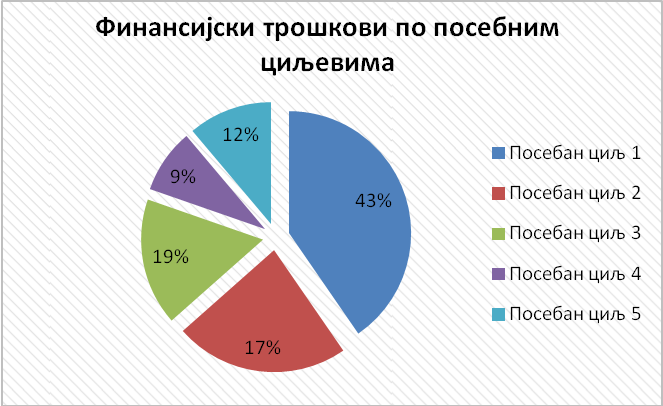 Финансијски трошкови по посебним
циљевима
12%
9%
43%
19%
17%
Посебан циљ 1
Посебан циљ 2
Посебан циљ 3
Посебан циљ 4
Посебан циљ 5